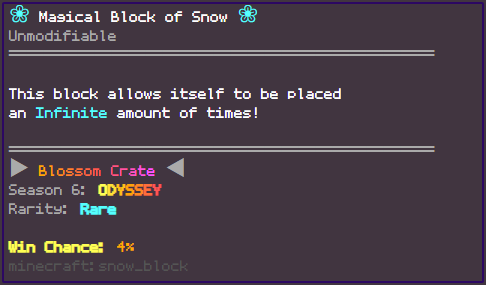 Magical Block of Snow
Unmodifiable
This block allows itself to be placed
an Infinite amount of times!
Blossom Crate
Season 6: ODYSSEY
Rarity: Rare
Win Chance: 4%
minecraft:snow_block